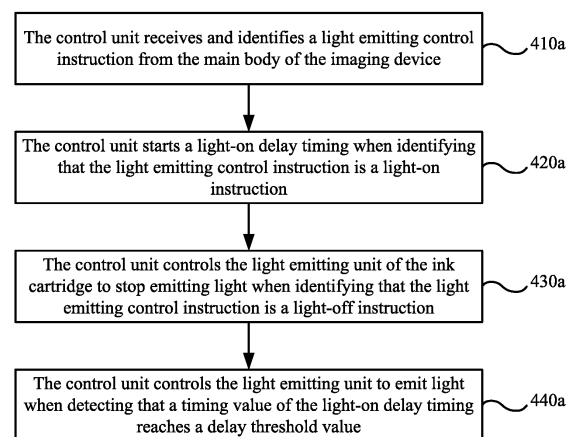 The control unit receives and identifies a light emitting control
instruction from the main body of the imaging device
410a
The control unit starts a light-on delay timing when identifying
that the light emitting control instruction is a light-on
instruction
420a
The control unit controls the light emitting unit of the ink
cartridge to stop emitting light when identifying that the light
emitting control instruction is a light-off instruction
430a
The control unit controls the light emitting unit to emit light
when detecting that a timing value of the light-on delay timing
reaches a delay threshold value
440a